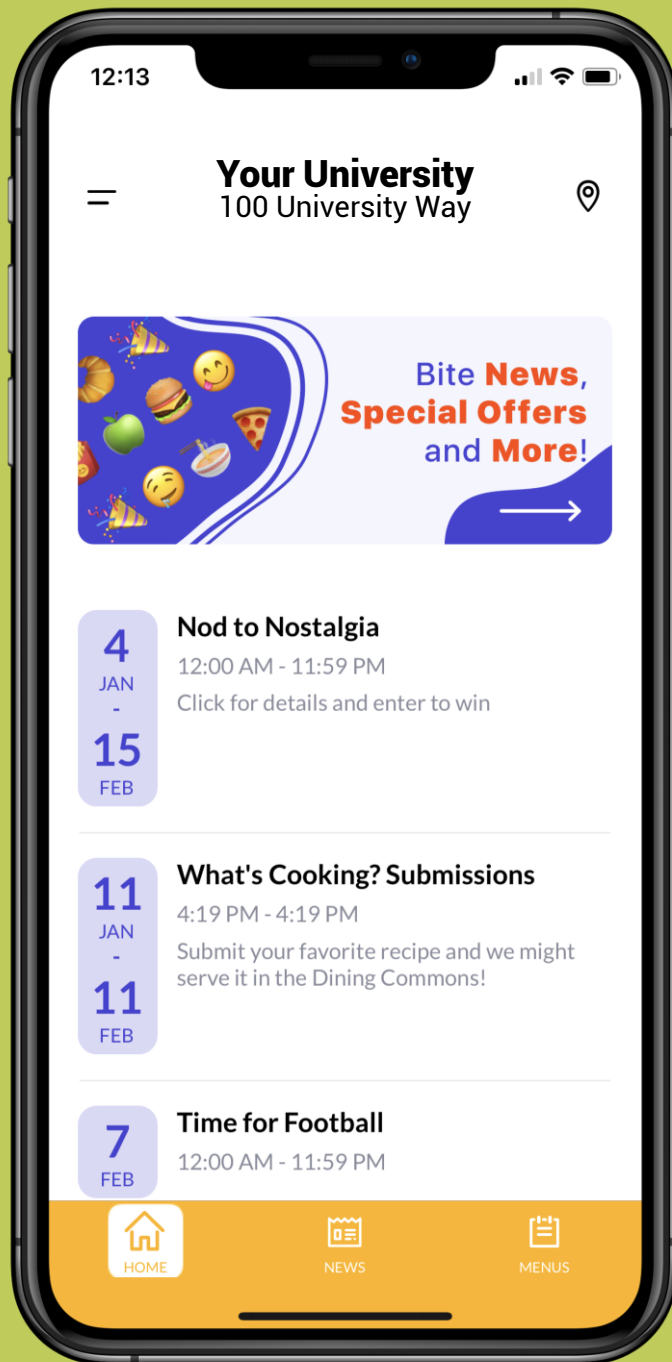 12:13
Your University
100 University Way
Bite News,
Special Offers
and More!
4
JAN
-
15
FEB
Nod to Nostalgia
12:00 AM - 11:59 PM
Click for details and enter to win
11
JAN
-
11
FEB
What's Cooking? Submissions
4:19 PM - 4:19 PM
Submit your favorite recipe and we might
serve it in the Dining Commons!
7
FEB
Time for Football
12:00 AM - 11:59 PM
HOME
NEWS
MENUS